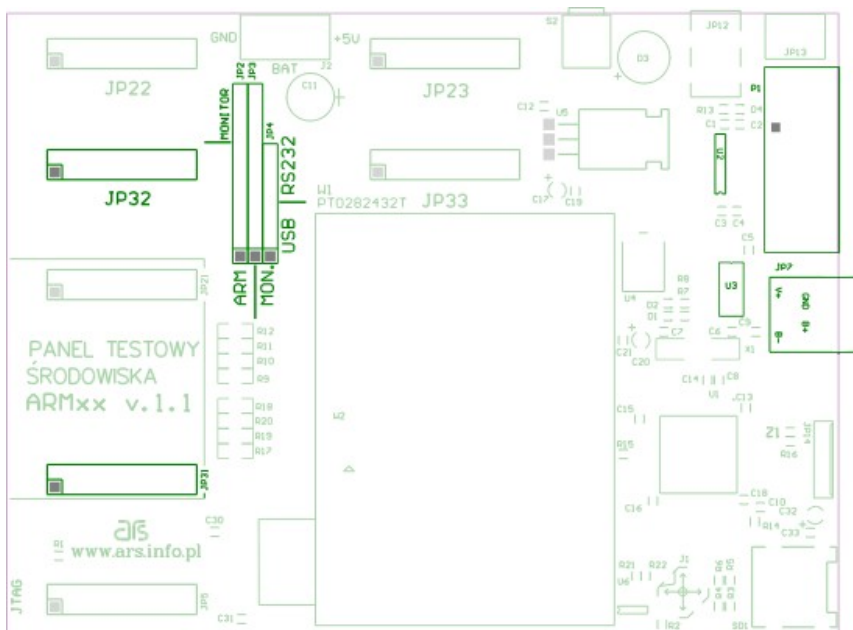 GND
+5V
BAT
J2
JP22
JP2
JP3
C11
JP23
S2
D3
JP12
JP13
P1
MONITOR
JP4
C12
U5
R13
D4
C1
C2
U2
JP32
RS232
W1
PT0282432T
JP33
C17
C19
C3
C4
USB
C5
JP7
ARM
MON.
JP21
U4
R8
R7
U3
V+
GND
B+
B-
D2
D1
C7
C6
C9
X1
C21
C20
R12
R11
R10
R9
PANEL TESTOWY
ŚRODOWISKA
ARMxx v.1.1
C14
C8
U1
C13
R18
R20
R19
R17
W2
C15
R15
Z1
R16
JP14
JP31
C16
C18
C10
C32
R14
C33
ars
www.ars.info.pl
C30
R1
JTAG
JP5
C31
R21
R22
J1
U6
R6
R5
R4
R3
R2
SD1